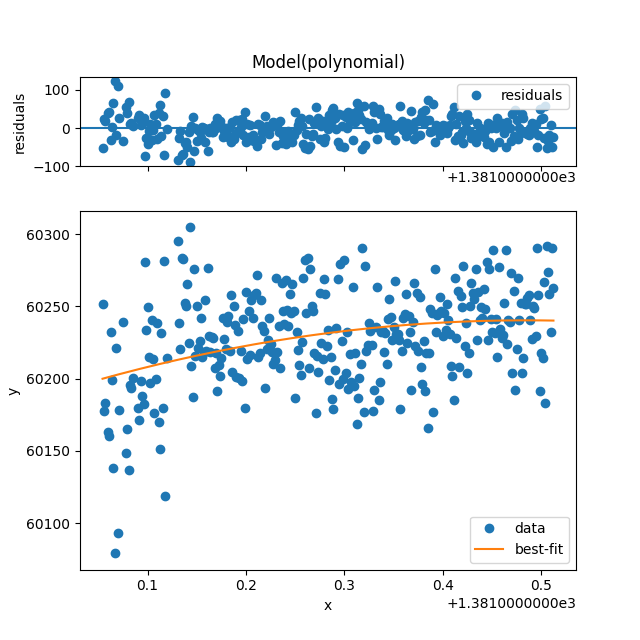 Model(polynomial)
100
0
−100
residuals
residuals
+1.3810000000e3
60300
60250
60200
60150
60100
y
data
best-fit
0.1 0.2 0.3 0.4 0.5
x
+1.3810000000e3